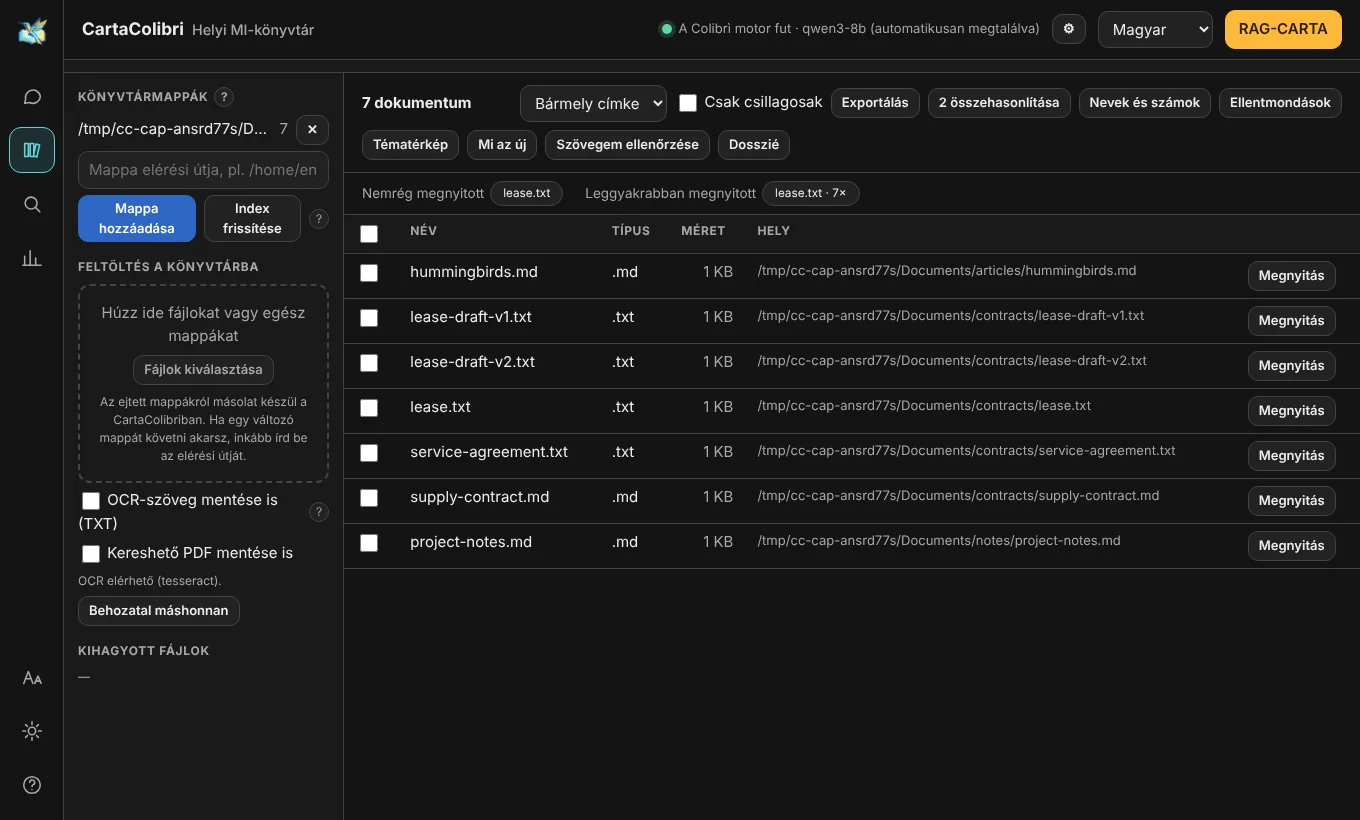 CartaColibri Helyi MI-könyvtár
A Colibrì motor fut · qwen3-8b (automatikusan megtalálva)
Magyar
RAG-CARTA
KÖNYVTÁRMAPPÁK ?
/tmp/cc-cap-ansrd77s/D... 7 ×
Mappa elérési útja, pl. /home/en
Mappa hozzáadása
Index frissítése
?
FELTÖLTÉS A KÖNYVTÁRBA
Húzz ide fájlokat vagy egész
mappákat
Fájlok kiválasztása
Az ejtett mappákról másolat készül a
CartaColibriban. Ha egy változó
mappát követni akarsz, inkább írd be
az elérési útját.
OCR-szöveg mentése is
(TXT)
?
Kereshető PDF mentése is
OCR elérhető (tesseract).
Behozatal máshonnan
KIHAGYOTT FÁJLOK
—
7 dokumentum
Bármely címke
Csak csillagosak
Exportálás
2 összehasonlítása
Nevek és számok
Ellentmondások
Tématérkép
Mi az új
Szövegem ellenőrzése
Dosszié
Nemrég megnyitott lease.txt Leggyakrabban megnyitott lease.txt · 7×
NÉV TÍPUS MÉRET HELY
hummingbirds.md .md 1 KB /tmp/cc-cap-ansrd77s/Documents/articles/hummingbirds.md Megnyitás
lease-draft-v1.txt .txt 1 KB /tmp/cc-cap-ansrd77s/Documents/contracts/lease-draft-v1.txt Megnyitás
lease-draft-v2.txt .txt 1 KB /tmp/cc-cap-ansrd77s/Documents/contracts/lease-draft-v2.txt Megnyitás
lease.txt .txt 1 KB /tmp/cc-cap-ansrd77s/Documents/contracts/lease.txt Megnyitás
service-agreement.txt .txt 1 KB /tmp/cc-cap-ansrd77s/Documents/contracts/service-agreement.txt Megnyitás
supply-contract.md .md 1 KB /tmp/cc-cap-ansrd77s/Documents/contracts/supply-contract.md Megnyitás
project-notes.md .md 1 KB /tmp/cc-cap-ansrd77s/Documents/notes/project-notes.md Megnyitás
AA
?